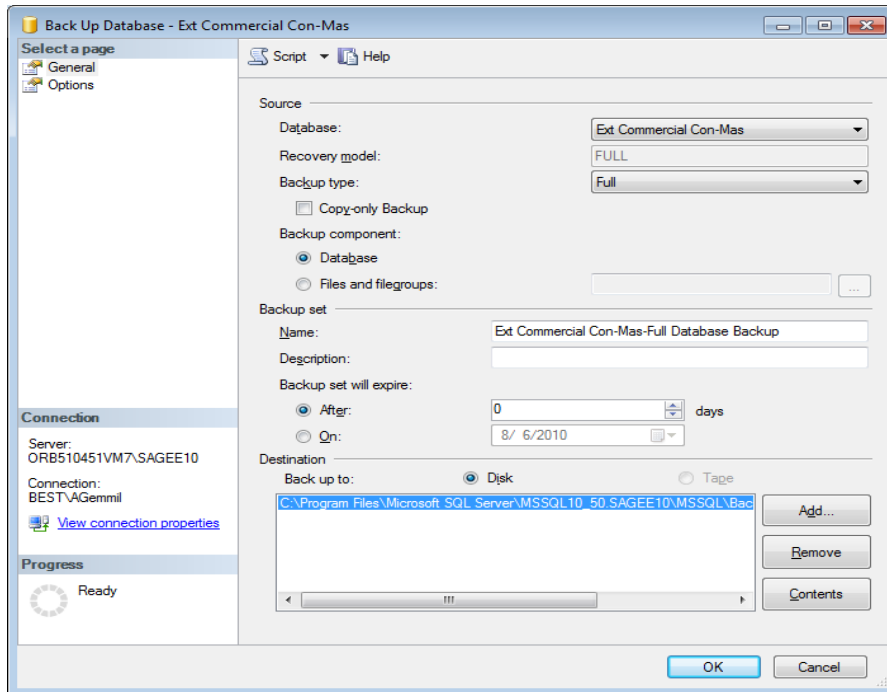 Back Up Database - Ext Commercial Con-Mas
Select a page
General
Options
Script Help
Source
Database: Ext Commercial Con-Mas
Recovery model: FULL
Backup type: Full
Copy-only Backup
Backup component:
Database
Files and filegroups: ...
Backup set
Name: Ext Commercial Con-Mas-Full Database Backup
Description:
Backup set will expire:
After: 0 days
On: 8/ 6/2010
Destination
Back up to: Disk Tape
C:\Program Files\Microsoft SQL Server\MSSQL10_50.SAGEE10\MSSQL\Bac
Add...
Remove
Contents
Connection
Server:
ORB510451VM7\SAGEE10
Connection:
BEST\AGemmil
View connection properties
Progress
Ready
OK Cancel